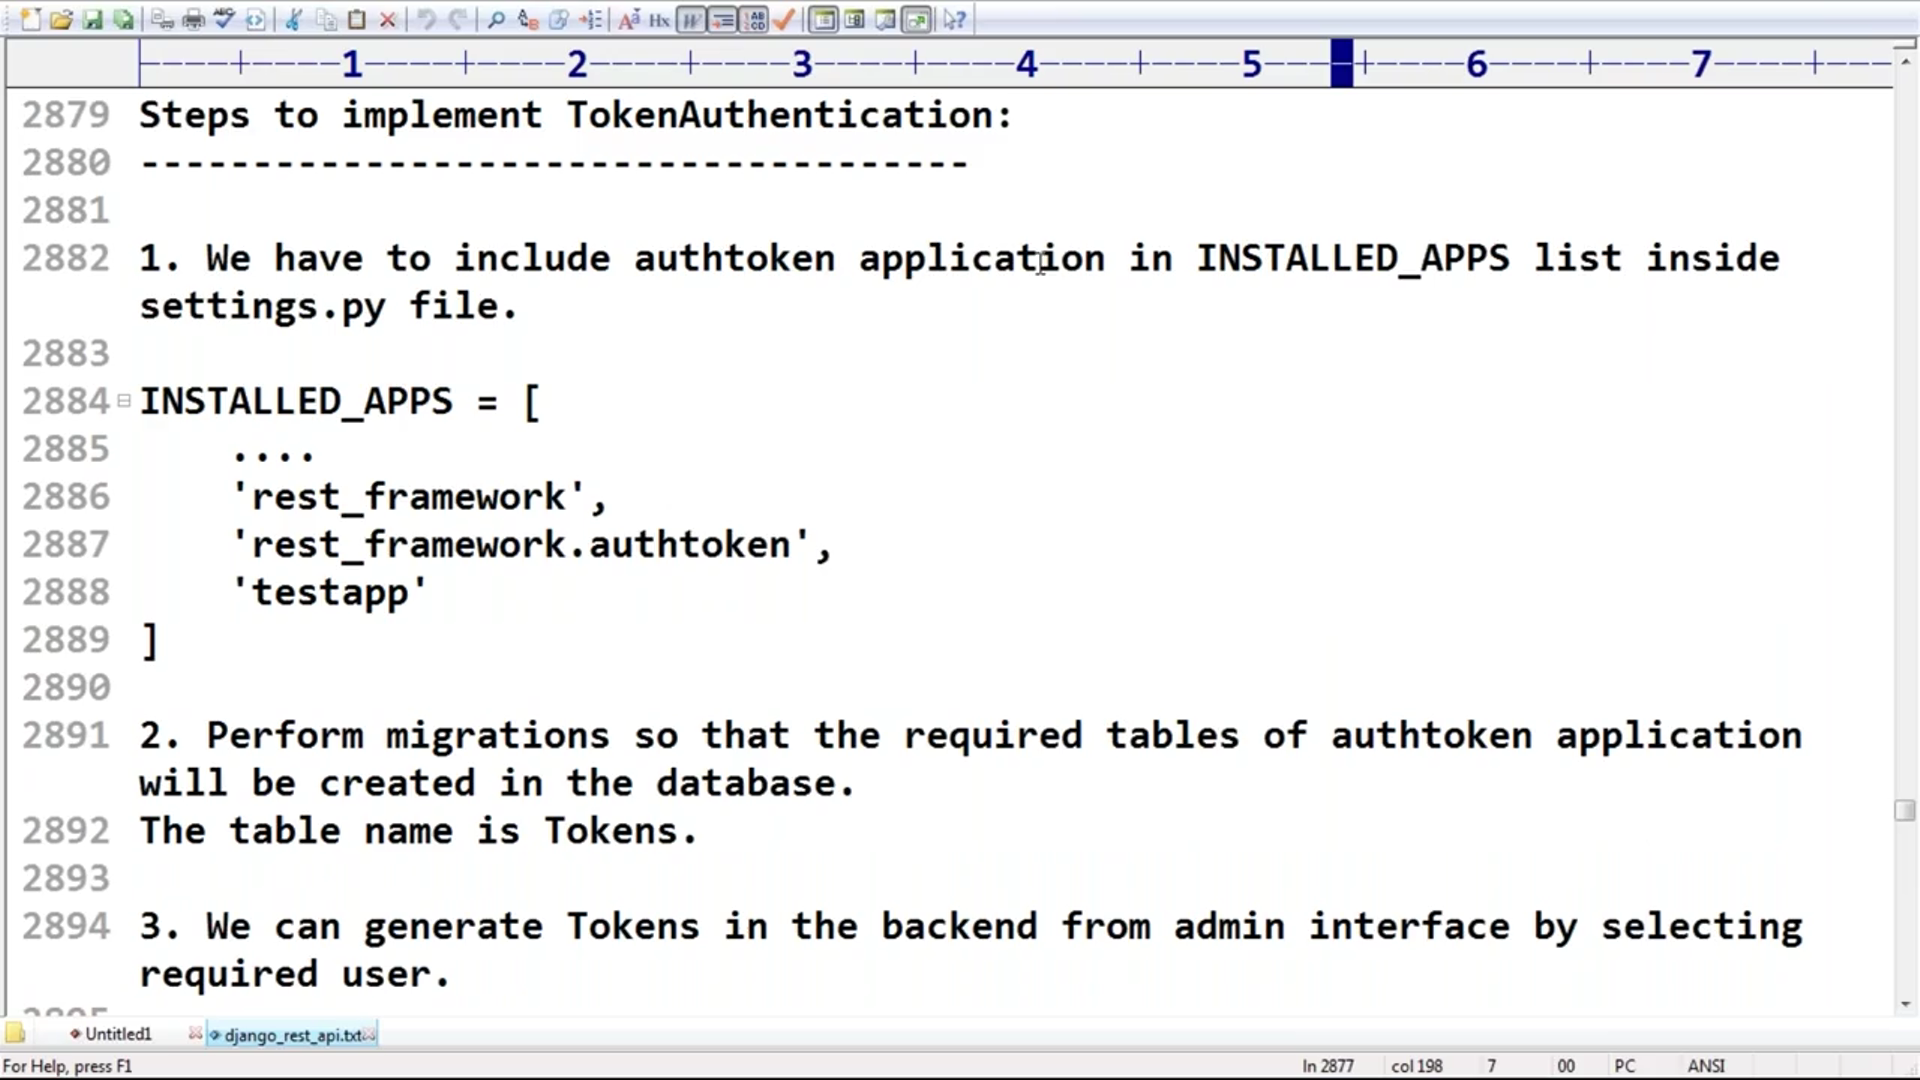 1 2 3 4 5 6 7
2879 Steps to implement TokenAuthentication:
2880 -------------------------------------
2881
2882 1. We have to include authtoken application in INSTALLED_APPS list inside
settings.py file.
2883
2884 INSTALLED_APPS = [
2885 ....
2886 'rest_framework',
2887 'rest_framework.authtoken',
2888 'testapp'
2889 ]
2890
2891 2. Perform migrations so that the required tables of authtoken application
will be created in the database.
2892 The table name is Tokens.
2893
2894 3. We can generate Tokens in the backend from admin interface by selecting
required user.
Untitled1 django_rest_api.txt
For Help, press F1 ln 2877 col 198 7 00 PC ANSI